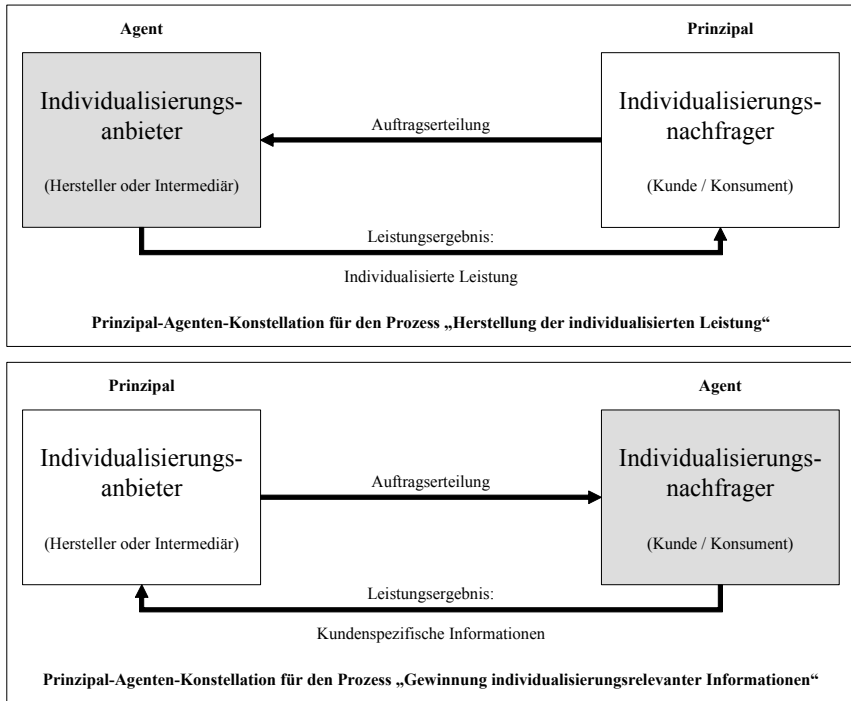 Agent
Prinzipal
Individualisierungs-
anbieter
(Hersteller oder Intermediär)
Auftragserteilung
Individualisierungs-
nachfrager
(Kunde / Konsument)
Leistungsergebnis:
Individualisierte Leistung
Prinzipal-Agenten-Konstellation für den Prozess „Herstellung der individualisierten Leistung“
Prinzipal
Agent
Individualisierungs-
anbieter
(Hersteller oder Intermediär)
Auftragserteilung
Individualisierungs-
nachfrager
(Kunde / Konsument)
Leistungsergebnis:
Kundenspezifische Informationen
Prinzipal-Agenten-Konstellation für den Prozess „Gewinnung individualisierungsrelevanter Informationen“